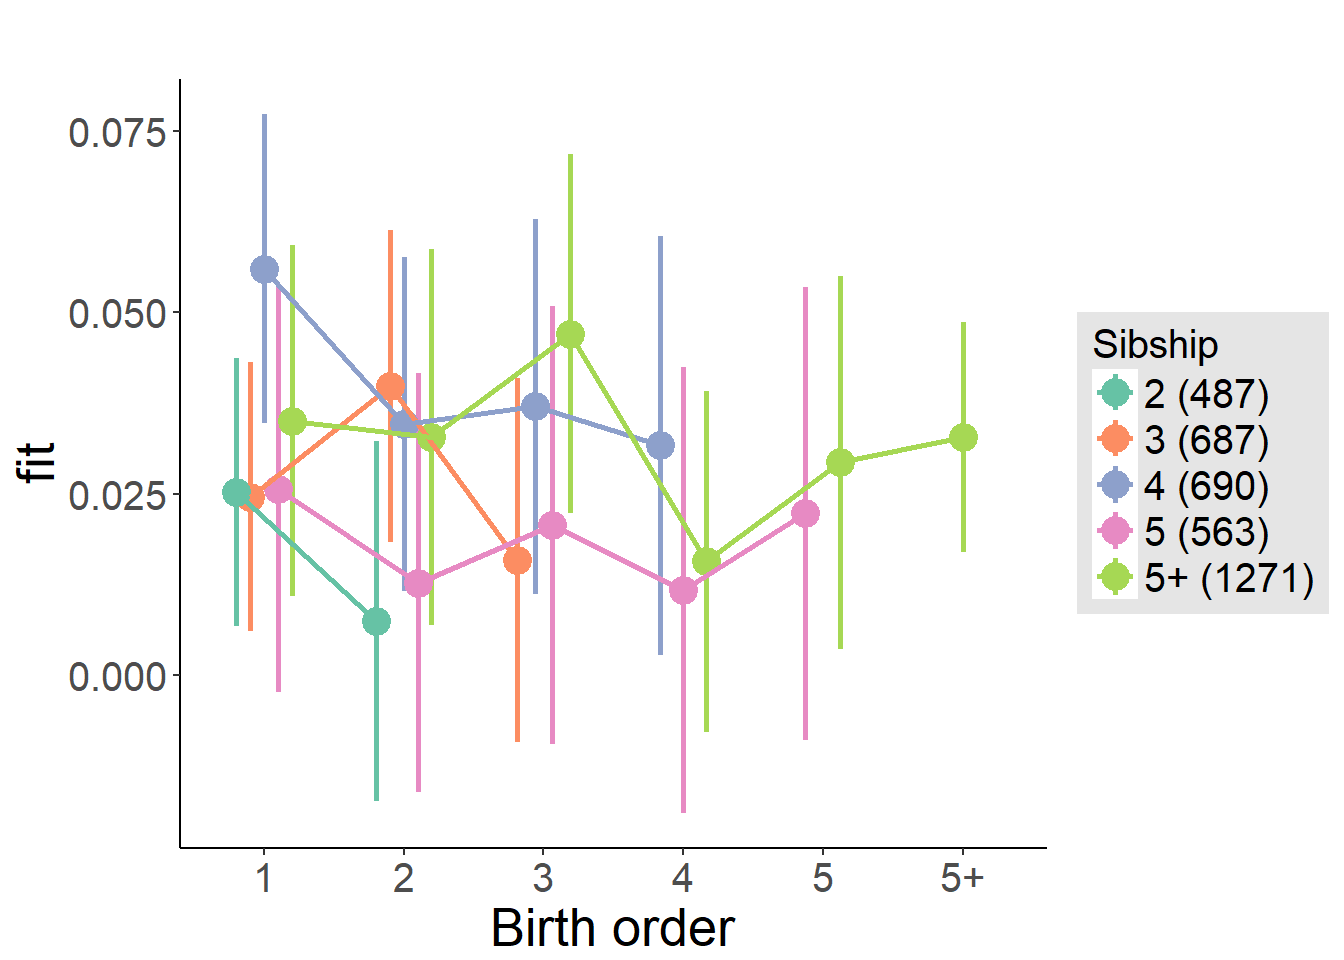 0.075
0.050
0.025
0.000
fit
1 2 3 4 5 5+
Birth order
Sibship
2 (487)
3 (687)
4 (690)
5 (563)
5+ (1271)